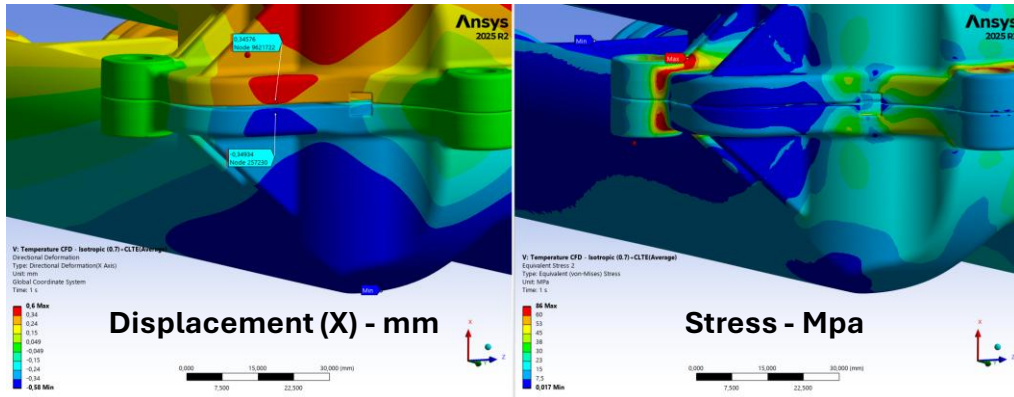 0,34576
Node 9621722
-0,34934
Node 257230
V: Temperature CFD - Isotropic (0.7)+CLTE(Average)
Directional Deformation
Type: Directional Deformation(X Axis)
Unit: mm
Global Coordinate System
Time: 1 s
0,6 Max
0,34
0,24
0,15
0,049
-0,049
-0,15
-0,24
-0,34
-0,58 Min
Min
Displacement (X) - mm
0,000
15,000
30,000 (mm)
7,500
22,500
X
Z
Ansys
2025 R2
Min
Max
V: Temperature CFD - Isotropic (0.7)+CLTE(Average)
Equivalent Stress 2
Type: Equivalent (von-Mises) Stress
Unit: MPa
Time: 1 s
86 Max
60
53
45
38
30
23
15
7,5
0,017 Min
Stress - Mpa
0,000
15,000
30,000 (mm)
7,500
22,500
X
Z
Ansys
2025 R2